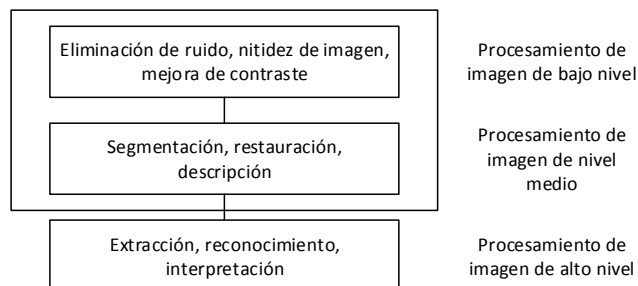 Eliminación de ruido, nitidez de imagen,
mejora de contraste
Procesamiento de
imagen de bajo nivel
Segmentación, restauración,
descripción
Procesamiento de
imagen de nivel
medio
Extracción, reconocimiento,
interpretación
Procesamiento de
imagen de alto nivel